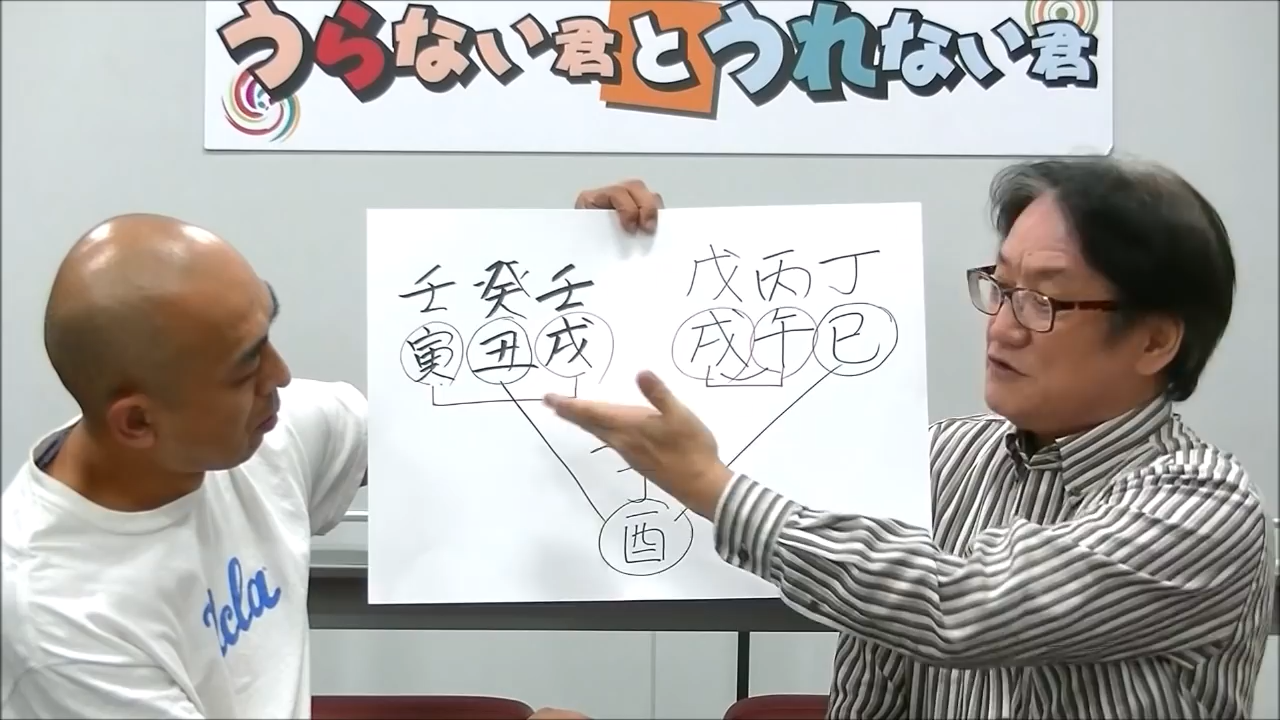 うらない君とうれない君
壬 癸 壬
寅 丑 戌
戊 丙 丁
戌 午 巳
酉
ucla